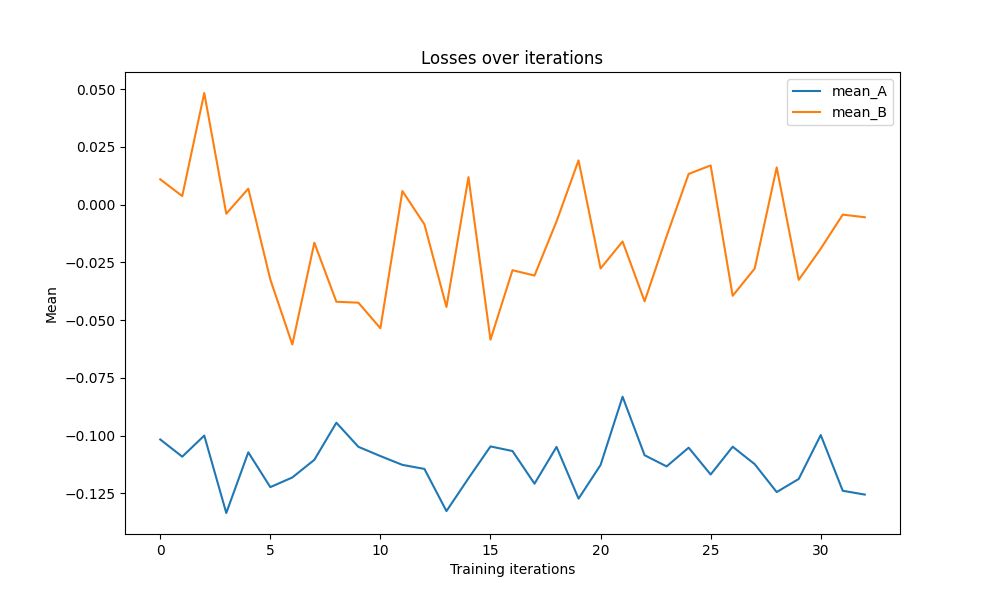 Losses over iterations
mean_A
mean_B
Mean
0.050
0.025
0.000
−0.025
−0.050
−0.075
−0.100
−0.125
0 5 10 15 20 25 30
Training iterations